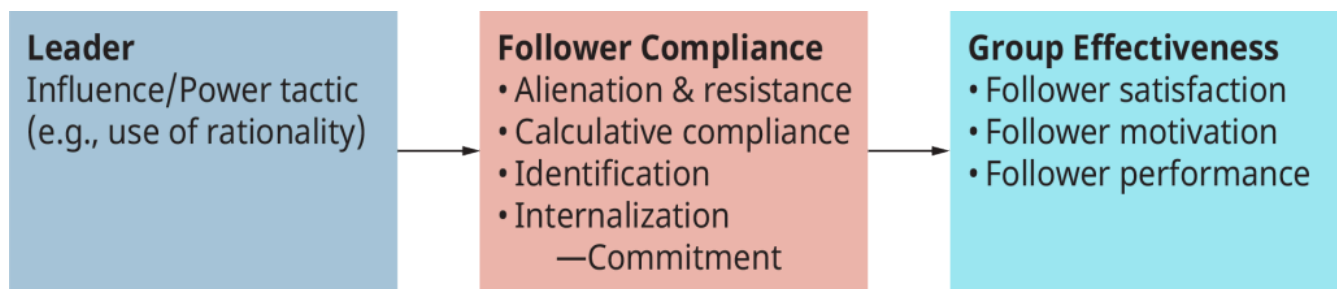 Leader
Influence/Power tactic
(e.g., use of rationality)
Follower Compliance
• Alienation & resistance
• Calculative compliance
• Identification
• Internalization
—Commitment
Group Effectiveness
• Follower satisfaction
• Follower motivation
• Follower performance